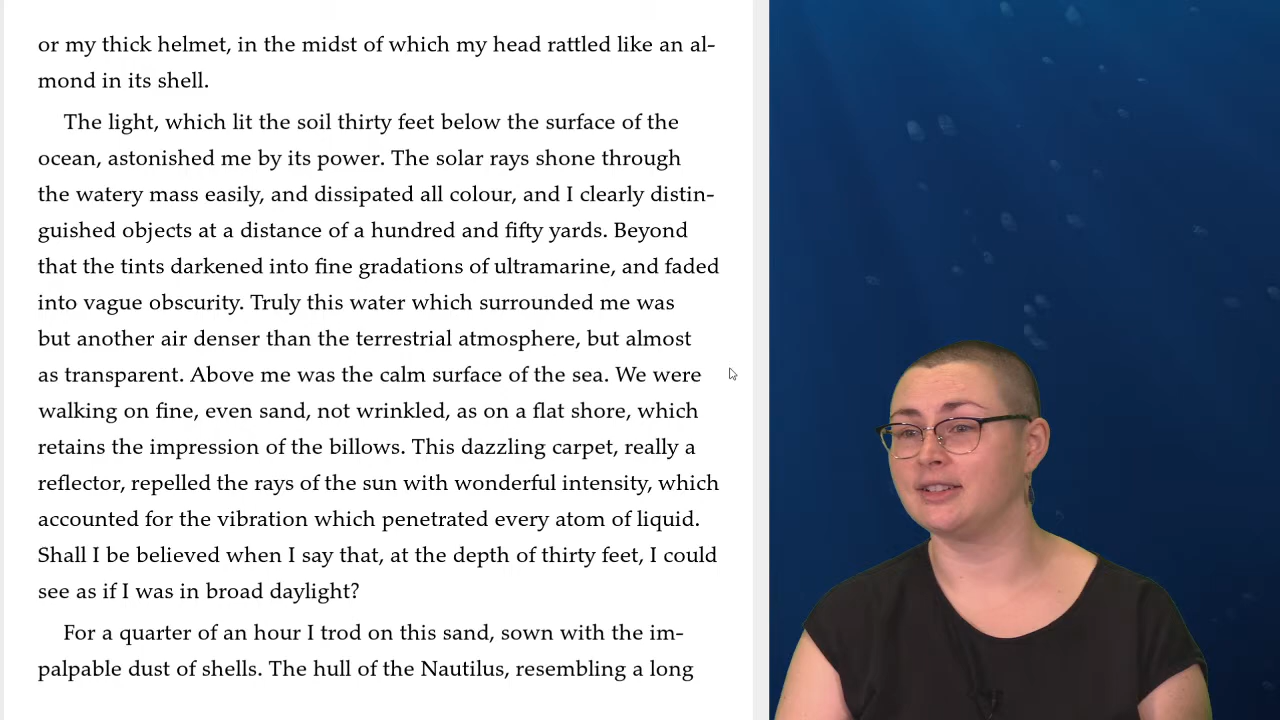 or my thick helmet, in the midst of which my head rattled like an al-
mond in its shell.
The light, which lit the soil thirty feet below the surface of the
ocean, astonished me by its power. The solar rays shone through
the watery mass easily, and dissipated all colour, and I clearly distin-
guished objects at a distance of a hundred and fifty yards. Beyond
that the tints darkened into fine gradations of ultramarine, and faded
into vague obscurity. Truly this water which surrounded me was
but another air denser than the terrestrial atmosphere, but almost
as transparent. Above me was the calm surface of the sea. We were
walking on fine, even sand, not wrinkled, as on a flat shore, which
retains the impression of the billows. This dazzling carpet, really a
reflector, repelled the rays of the sun with wonderful intensity, which
accounted for the vibration which penetrated every atom of liquid.
Shall I be believed when I say that, at the depth of thirty feet, I could
see as if I was in broad daylight?
For a quarter of an hour I trod on this sand, sown with the im-
palpable dust of shells. The hull of the Nautilus, resembling a long